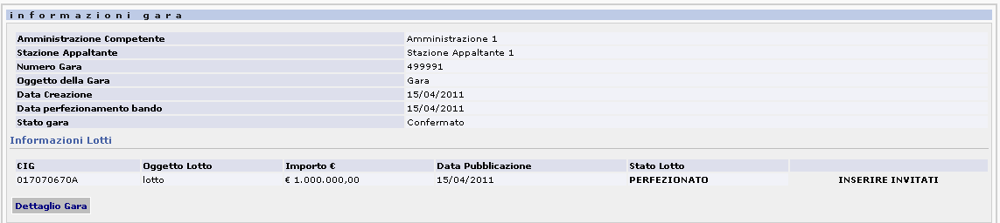 informazioni gara
Amministrazione Competente Amministrazione 1
Stazione Appaltante Stazione Appaltante 1
Numero Gara 499991
Oggetto della Gara Gara
Data Creazione 15/04/2011
Data perfezionamento bando 15/04/2011
Stato gara Confermato
Informazioni Lotti
CIG Oggetto Lotto Importo € Data Pubblicazione Stato Lotto
017070670A lotto € 1.000.000,00 15/04/2011 PERFEZIONATO INSERIRE INVITATI
Dettaglio Gara